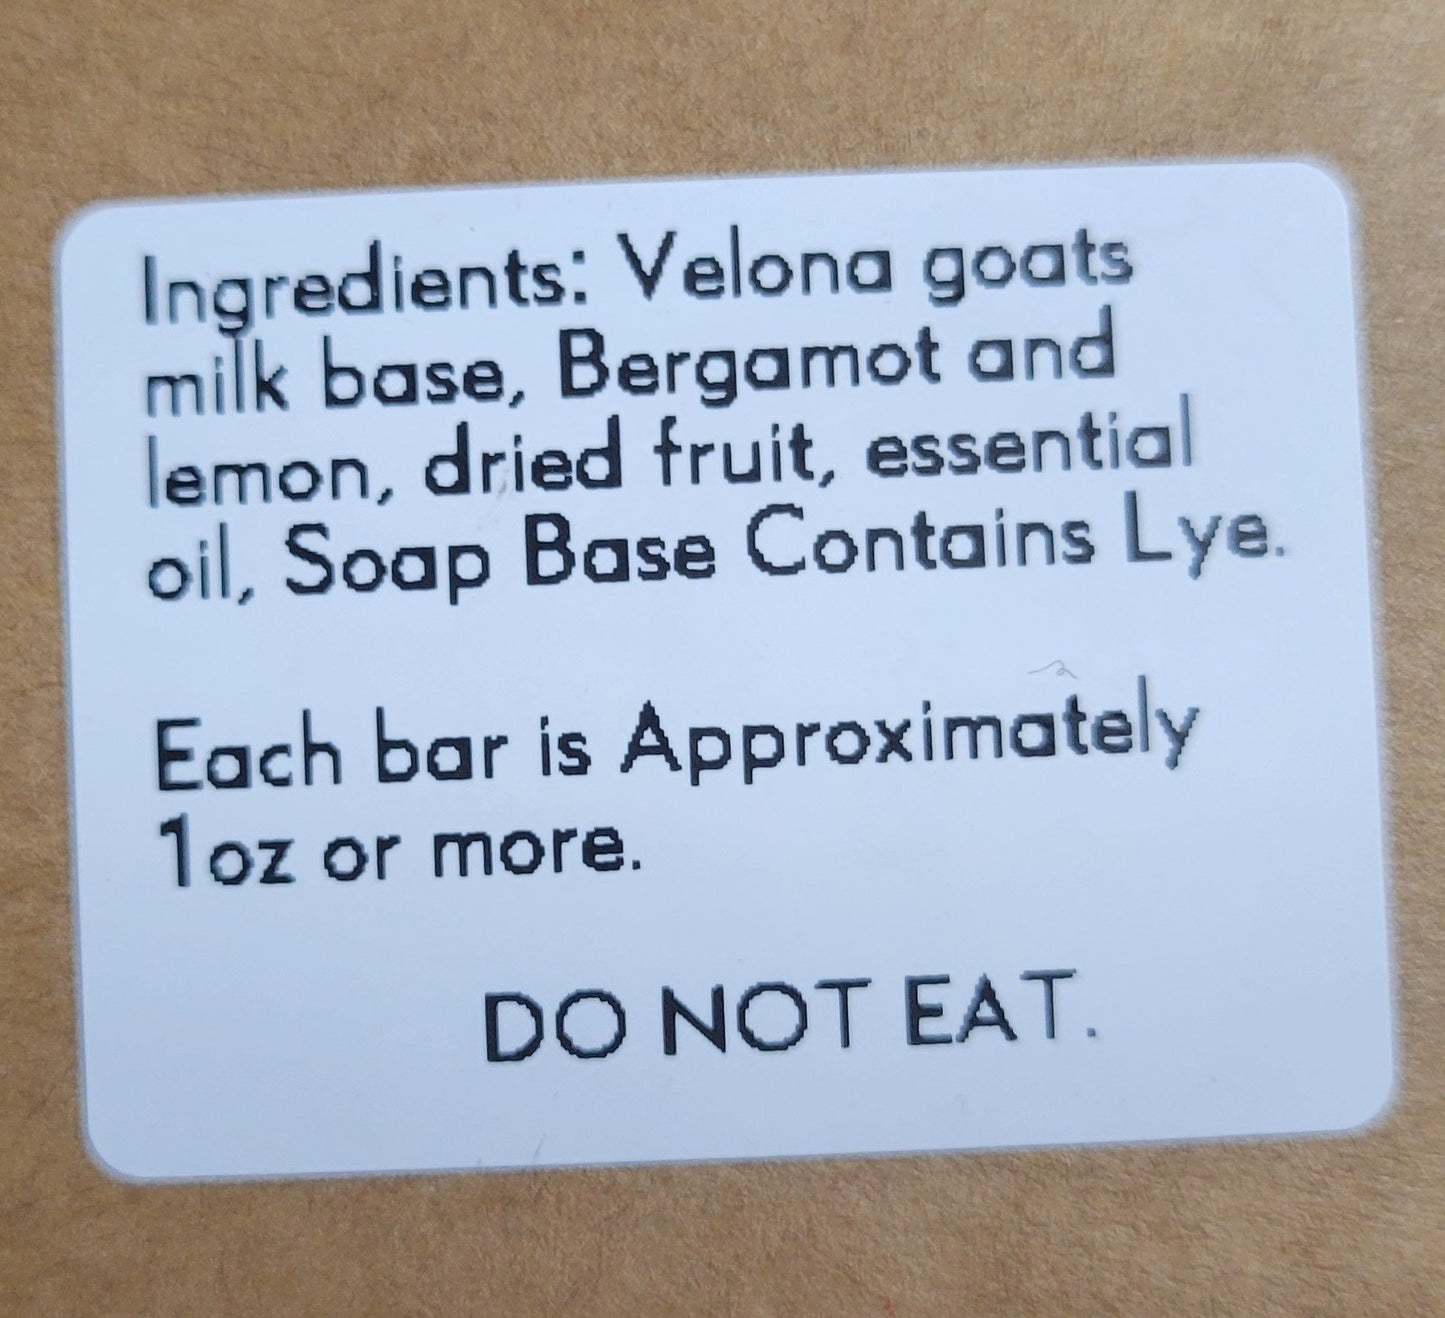 Ingredients: Velona goats
milk base, Bergamot and
lemon, dried fruit, essential
oil, Soap Base Contains Lye.
Each bar is Approximately
1oz or more.
DO NOT EAT.